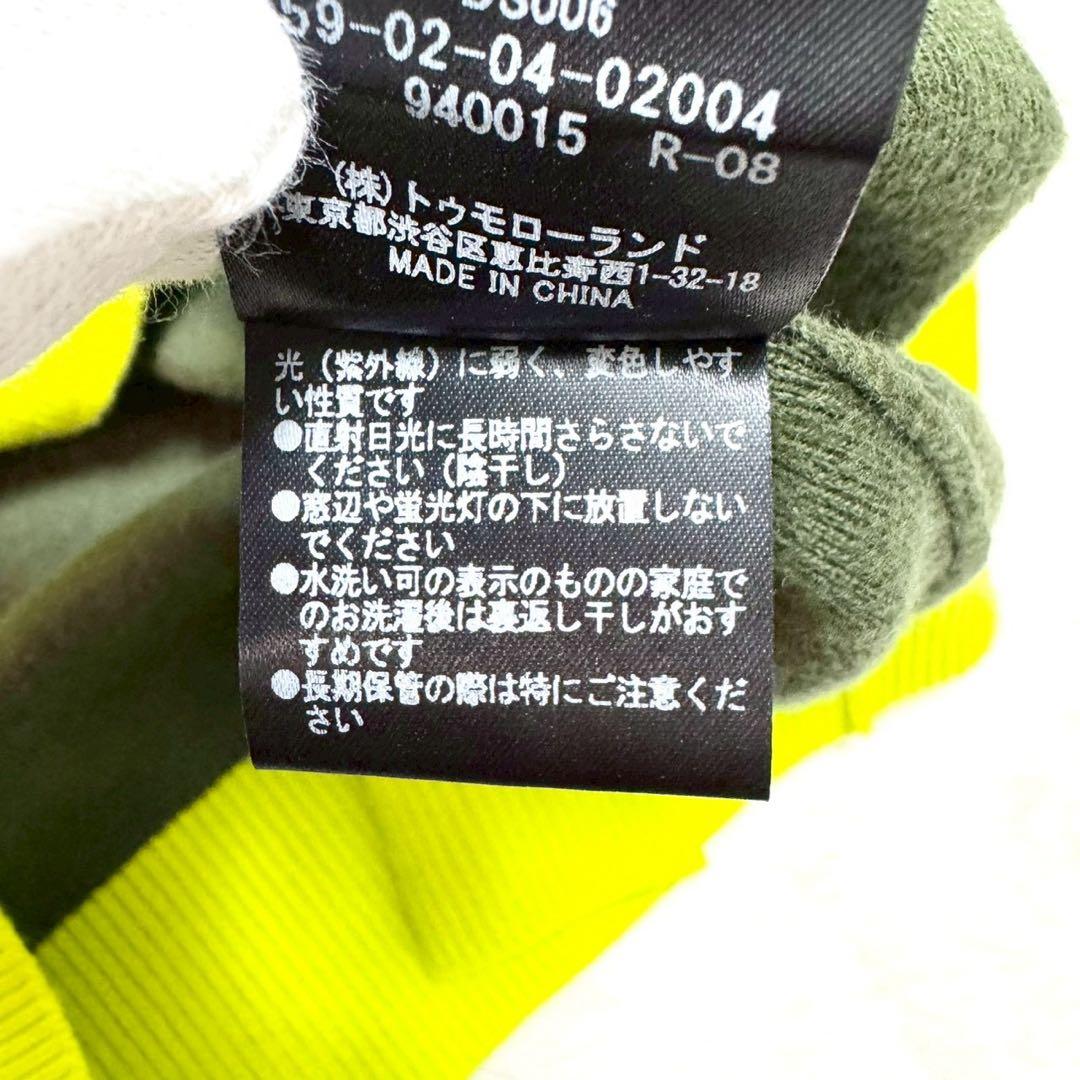 DS006
59-02-04-02004
940015 R-08
(株)トゥモローランド
東京都渋谷区恵比寿西1-32-18
MADE IN CHINA
光(紫外線)に弱く、変色しやす
い性質です
●直射日光に長時間さらさないで
ください(陰干し)
●窓辺や蛍光灯の下に放置しない
でください
●水洗い可の表示のものの家庭で
のお洗濯後は裏返し干しがおす
すめです
●長期保管の際は特にご注意くだ
さい